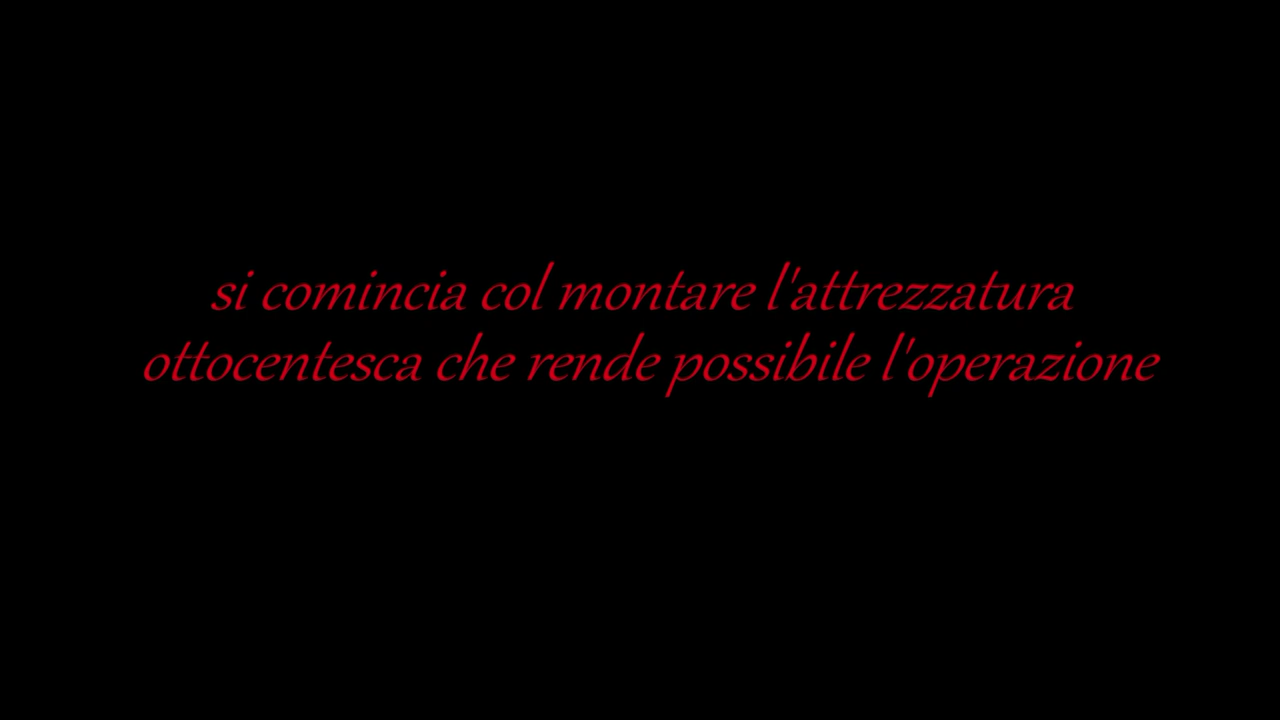 si comincia col montare l'attrezzatura
ottocentesca che rende possibile l'operazione